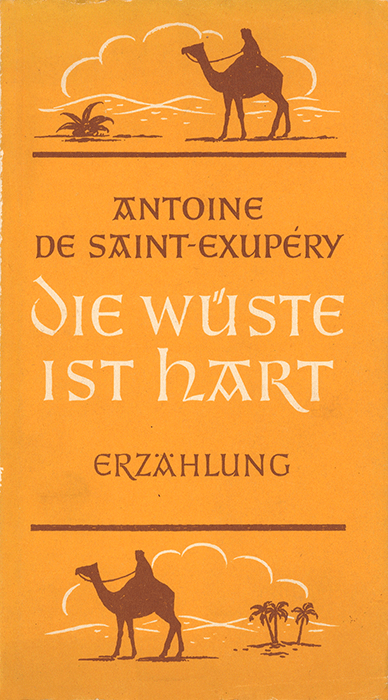 ANTOINE
DE SAINT-EXUPÉRY
DIE WÜSTE
IST HART
ERZÄHLUNG